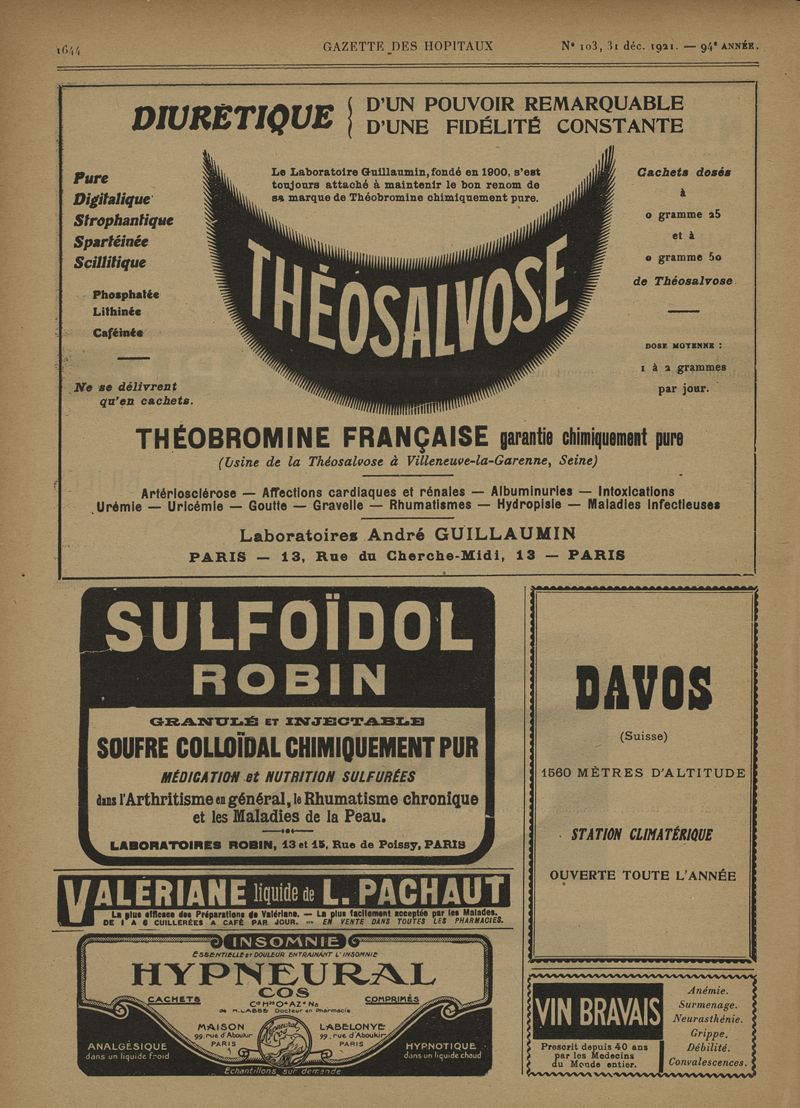 1644
GAZETTE DES HOPITAUX
N° 103, 31 déc. 1921. — 94e ANNÉE.
DIURÉTIQUE
D'UN POUVOIR REMARQUABLE
D'UNE FIDÉLITÉ CONSTANTE
Pure
Digitalique
Strophantique
Spartéinée
Scillitique
Phosphatée
Lithinée
Caféinée
Ne se délivrent
qu'en cachets.
Le Laboratoire Guillaumin, fondé en 1900, s'est
toujours attaché à maintenir le bon renom de
sa marque de Théobromine chimiquement pure.
THÉOSALVOSE
Cachets dosés
à
0 gramme 25
et à
0 gramme 50
de Théosalvose
DOSE MOYENNE :
1 à 2 grammes
par jour.
THÉOBROMINE FRANÇAISE garantie chimiquement pure
(Usine de la Théosalvose à Villeneuve-la-Garenne, Seine)
Artériosclérose — Affections cardiaques et rénales — Albuminuries — Intoxications
Urémie — Uricémie — Goutte — Gravelle — Rhumatismes — Hydropisie — Maladies infectieuses
Laboratoires André GUILLAUMIN
PARIS — 13, Rue du Cherche-Midi, 13 — PARIS
SULFOÏDOL
ROBIN
GRANULÉ ET INJECTABLE
SOUFRE COLLOÏDAL CHIMIQUEMENT PUR
MÉDICATION et NUTRITION SULFURÉES
dans l'Arthritisme en général, le Rhumatisme chronique
et les Maladies de la Peau.
LABORATOIRES ROBIN, 13 et 15, Rue de Poissy, PARIS
DAVOS
(Suisse)
1560 MÈTRES D'ALTITUDE
STATION CLIMATÉRIQUE
OUVERTE TOUTE L'ANNÉE
VALÉRIANE liquide de L. PACHAUT
La plus efficace des Préparations de Valériane. — La plus facilement acceptée par les Malades.
DE 1 A 6 CUILLERÉES A CAFÉ PAR JOUR. — EN VENTE DANS TOUTES LES PHARMACIES.
INSOMNIE
ESSENTIELLE et DOULEUR ENTRAINANT L'INSOMNIE
HYPNEURAL
COS
CACHETS
COMPRIMÉS
de M. LABBÉ Docteur en Pharmacie
MAISON
99, rue d'Aboukir
PARIS
LABELONYE
99, rue d'Aboukir
PARIS
ANALGÉSIQUE
dans un liquide froid
HYPNOTIQUE
dans un liquide chaud
Echantillons sur demande
VIN BRAVAIS
Prescrit depuis 40 ans
par les Médecins
du Monde entier.
Anémie.
Surmenage.
Neurasthénie.
Grippe.
Débilité.
Convalescences.